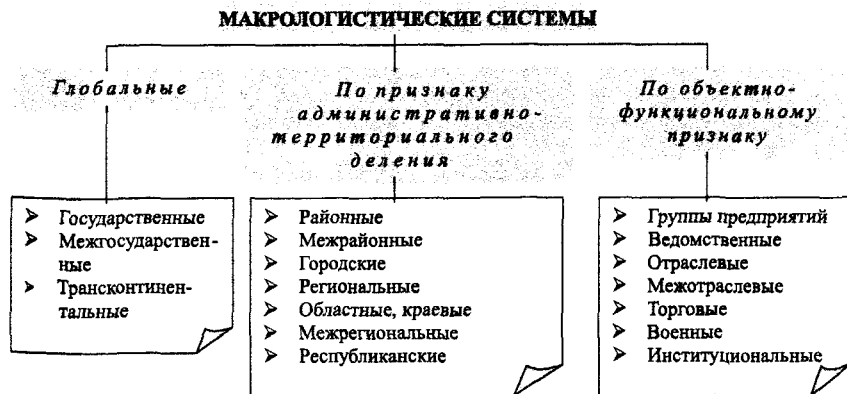 МАКРОЛОГИСТИЧЕСКИЕ СИСТЕМЫ
Глобальные
По признаку
административно-
территориального
деления
По объектно-
функциональному
признаку
➤ Государственные
➤ Межгосударствен-
ные
➤ Трансконтинен-
тальные
➤ Районные
➤ Межрайонные
➤ Городские
➤ Региональные
➤ Областные, краевые
➤ Межрегиональные
➤ Республиканские
➤ Группы предприятий
➤ Ведомственные
➤ Отраслевые
➤ Межотраслевые
➤ Торговые
➤ Военные
➤ Институциональные